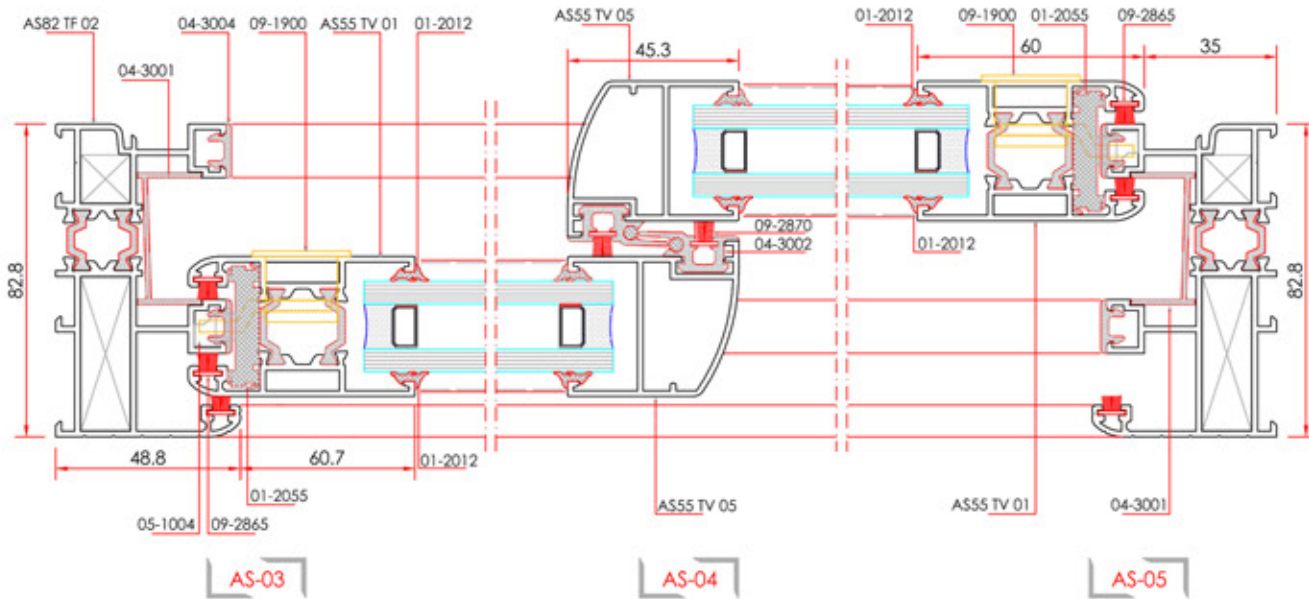 AS82 TF 02
04-3004
09-1900
AS55 TV 01
01-2012
AS55 TV 05
01-2012
09-1900
01-2055
09-2865
04-3001
45.3
60
35
82.8
09-2870
04-3002
01-2012
82.8
48.8
60.7
01-2012
01-2055
AS55 TV 05
AS55 TV 01
04-3001
05-1004
09-2865
AS-03
AS-04
AS-05